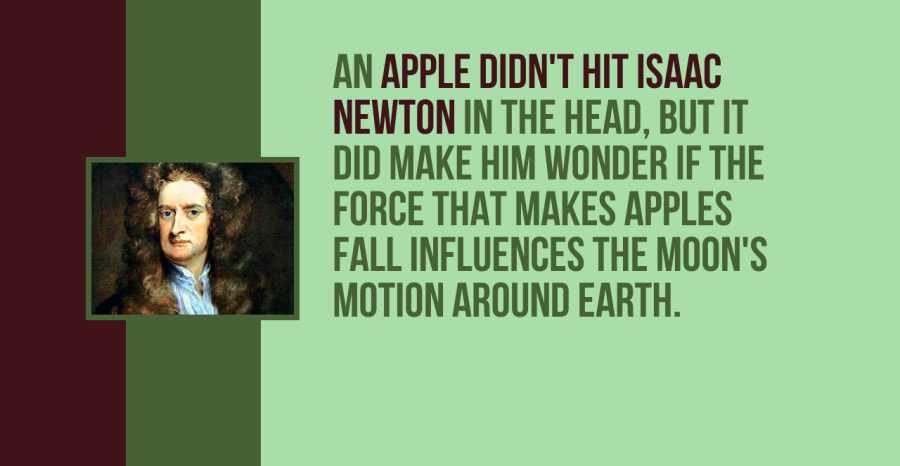 AN APPLE DIDN'T HIT ISAAC
NEWTON IN THE HEAD, BUT IT
DID MAKE HIM WONDER IF THE
FORCE THAT MAKES APPLES
FALL INFLUENCES THE MOON'S
MOTION AROUND EARTH.